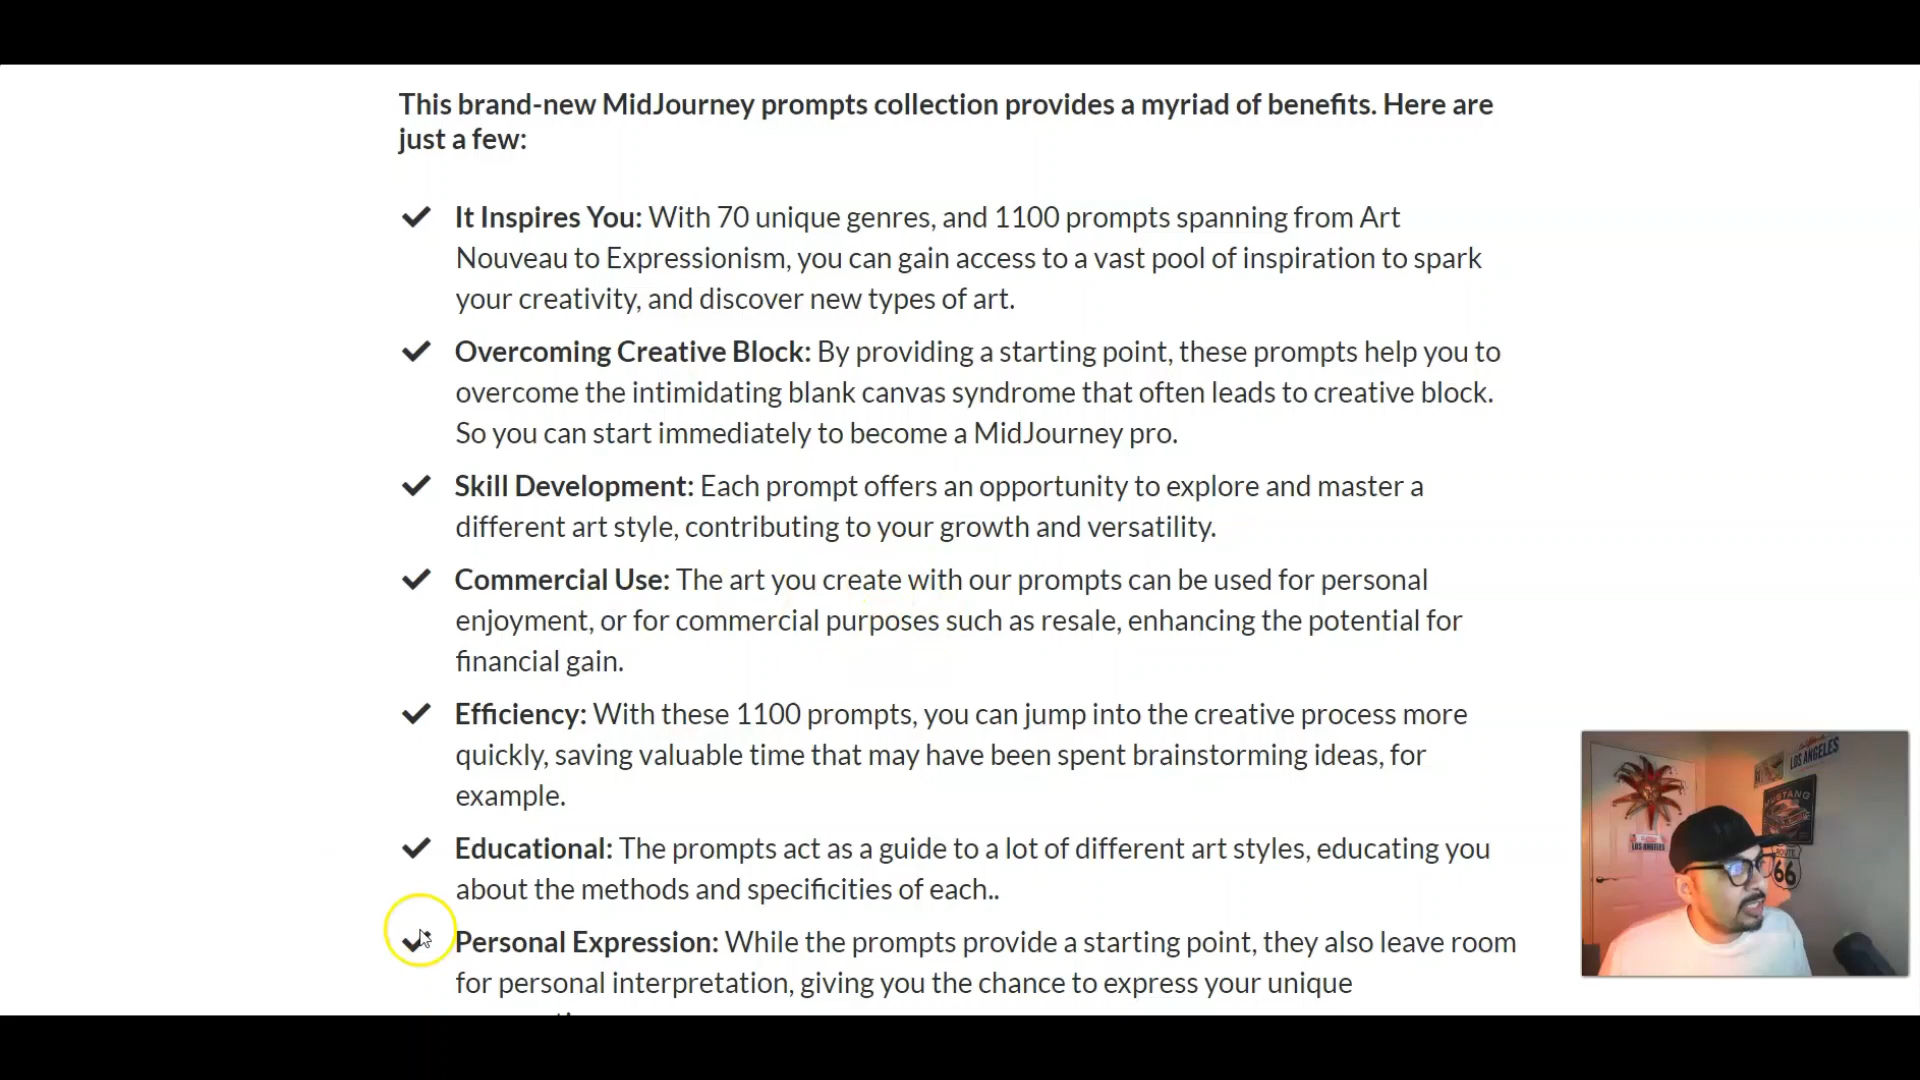 This brand-new MidJourney prompts collection provides a myriad of benefits. Here are
just a few:
It Inspires You: With 70 unique genres, and 1100 prompts spanning from Art
Nouveau to Expressionism, you can gain access to a vast pool of inspiration to spark
your creativity, and discover new types of art.
Overcoming Creative Block: By providing a starting point, these prompts help you to
overcome the intimidating blank canvas syndrome that often leads to creative block.
So you can start immediately to become a MidJourney pro.
Skill Development: Each prompt offers an opportunity to explore and master a
different art style, contributing to your growth and versatility.
Commercial Use: The art you create with our prompts can be used for personal
enjoyment, or for commercial purposes such as resale, enhancing the potential for
financial gain.
Efficiency: With these 1100 prompts, you can jump into the creative process more
quickly, saving valuable time that may have been spent brainstorming ideas, for
example.
Educational: The prompts act as a guide to a lot of different art styles, educating you
about the methods and specificities of each..
Personal Expression: While the prompts provide a starting point, they also leave room
for personal interpretation, giving you the chance to express your unique
LOS ANGELES
MUSTANG
LOS ANGELES
ROUTE
66